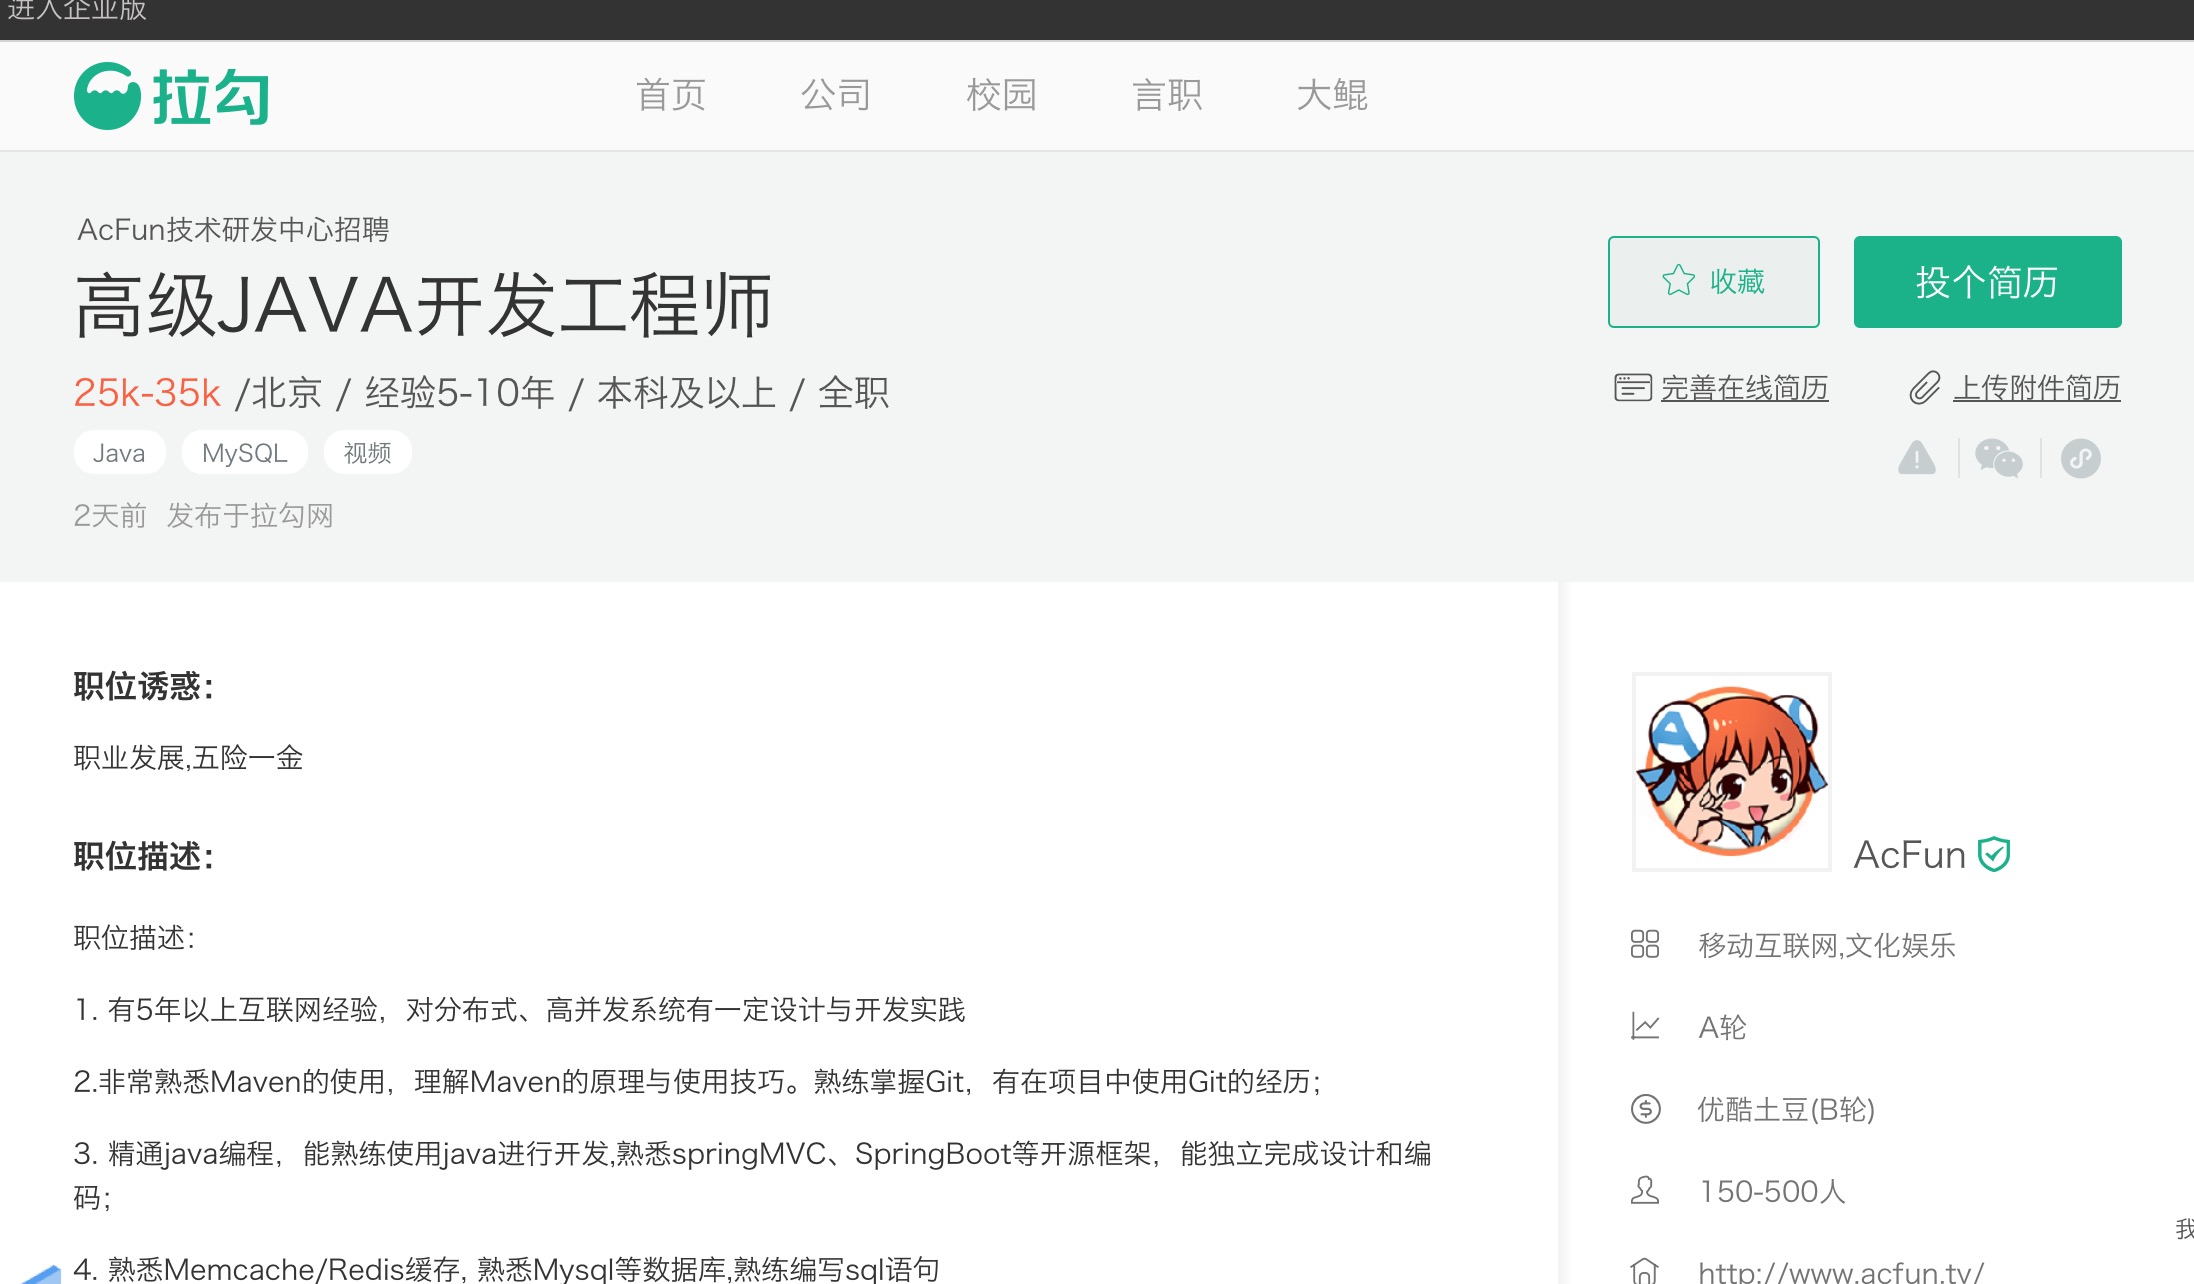 进入企业版
拉勾
首页 公司 校园 言职 大鲲
AcFun技术研发中心招聘
高级JAVA开发工程师
收藏 投个简历
25k-35k /北京 / 经验5-10年 / 本科及以上 / 全职
完善在线简历 上传附件简历
Java MySQL 视频
2天前 发布于拉勾网
职位诱惑：
职业发展,五险一金
职位描述：
职位描述：
1. 有5年以上互联网经验，对分布式、高并发系统有一定设计与开发实践
2.非常熟悉Maven的使用，理解Maven的原理与使用技巧。熟练掌握Git，有在项目中使用Git的经历；
3. 精通java编程，能熟练使用java进行开发,熟悉springMVC、SpringBoot等开源框架，能独立完成设计和编
码；
4. 熟悉Memcache/Redis缓存, 熟悉Mysql等数据库,熟练编写sql语句
A
AcFun
移动互联网,文化娱乐
A轮
优酷土豆(B轮)
150-500人
我
http://www.acfun.tv/